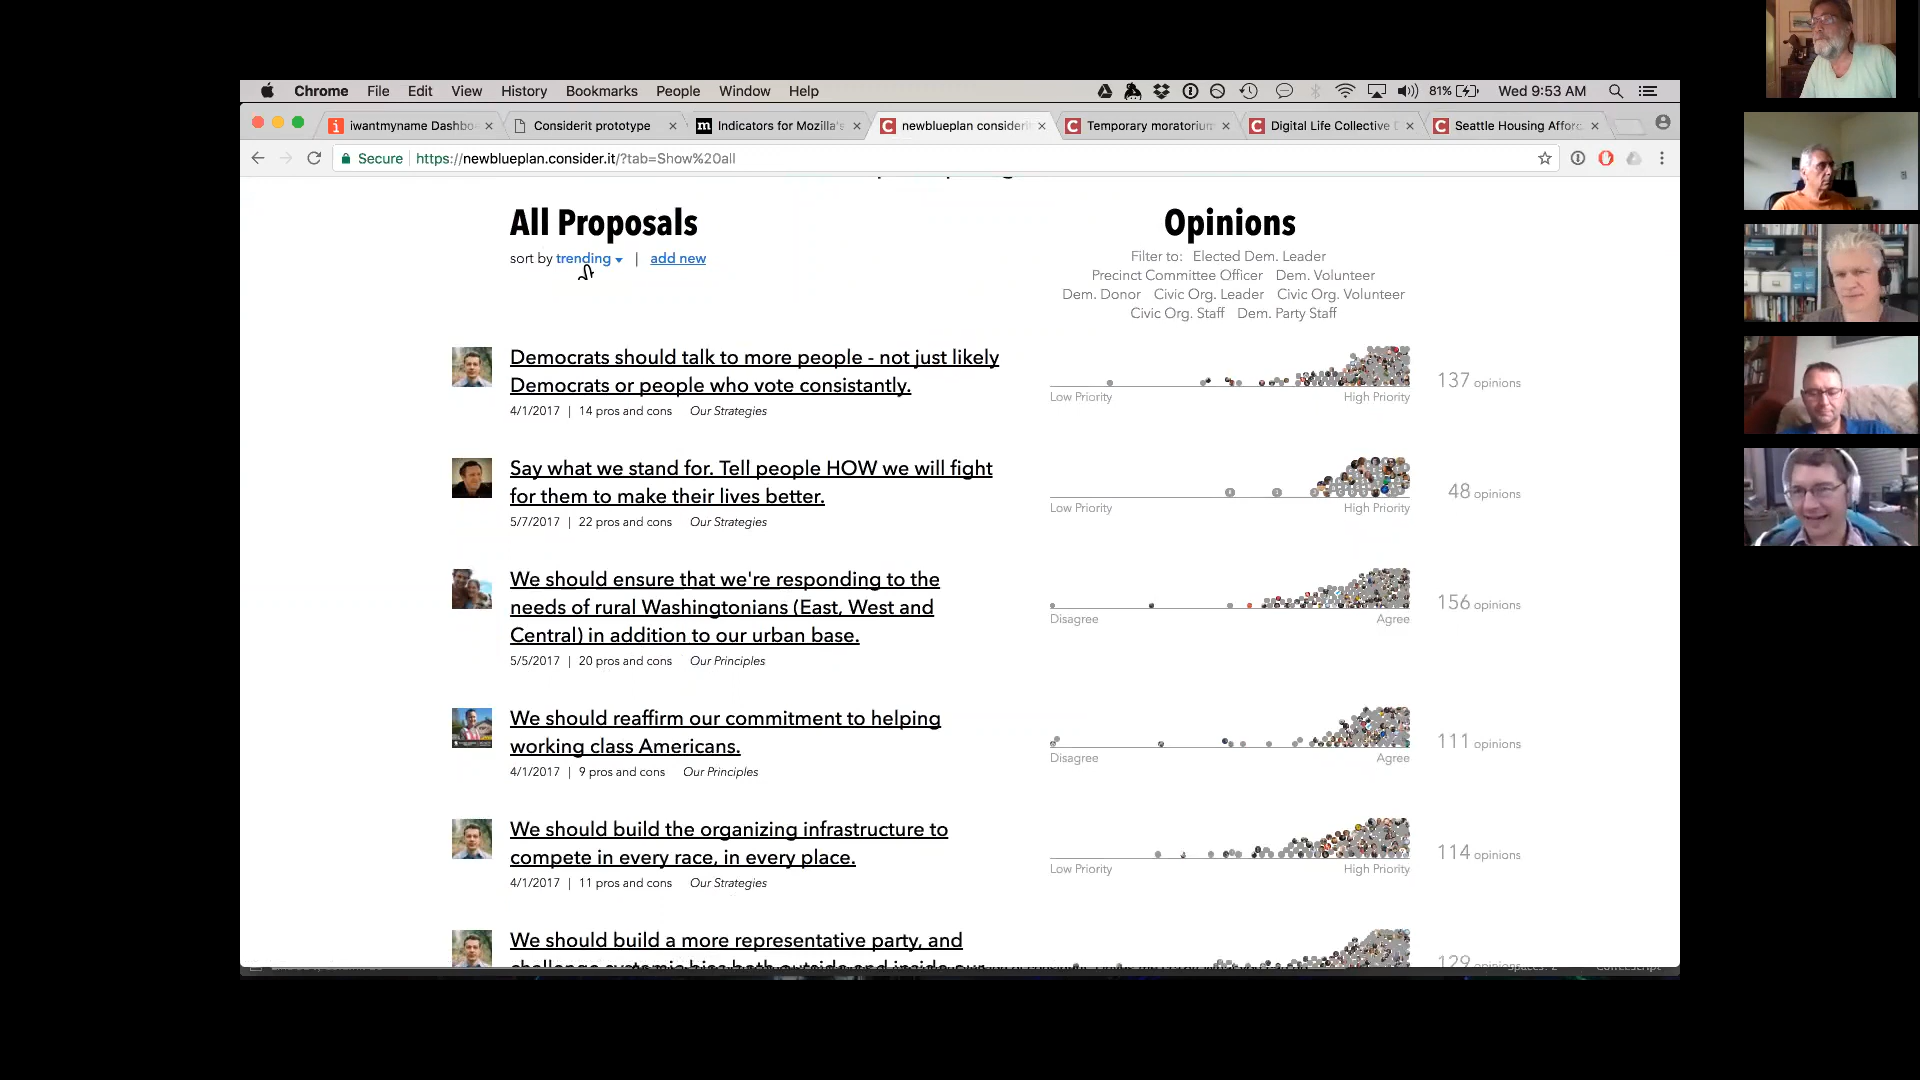 Chrome File Edit View History Bookmarks People Window Help 81% Wed 9:53 AM
iwantmyname Dashbo Considerit prototype Indicators for Mozilla's newblueplan consideri Temporary moratorium Digital Life Collective Seattle Housing Affor
Secure https://newblueplan.consider.it/?tab=Show%20all
All Proposals
sort by trending | add new
Opinions
Filter to: Elected Dem. Leader
Precinct Committee Officer Dem. Volunteer
Dem. Donor Civic Org. Leader Civic Org. Volunteer
Civic Org. Staff Dem. Party Staff
Democrats should talk to more people - not just likely
Democrats or people who vote consistantly.
4/1/2017 | 14 pros and cons Our Strategies
Low Priority High Priority
137 opinions
Say what we stand for. Tell people HOW we will fight
for them to make their lives better.
5/7/2017 | 22 pros and cons Our Strategies
Low Priority High Priority
48 opinions
We should ensure that we're responding to the
needs of rural Washingtonians (East, West and
Central) in addition to our urban base.
5/5/2017 | 20 pros and cons Our Principles
Disagree Agree
156 opinions
We should reaffirm our commitment to helping
working class Americans.
4/1/2017 | 9 pros and cons Our Principles
Disagree Agree
111 opinions
We should build the organizing infrastructure to
compete in every race, in every place.
4/1/2017 | 11 pros and cons Our Strategies
Low Priority High Priority
114 opinions
We should build a more representative party, and
129 opinions